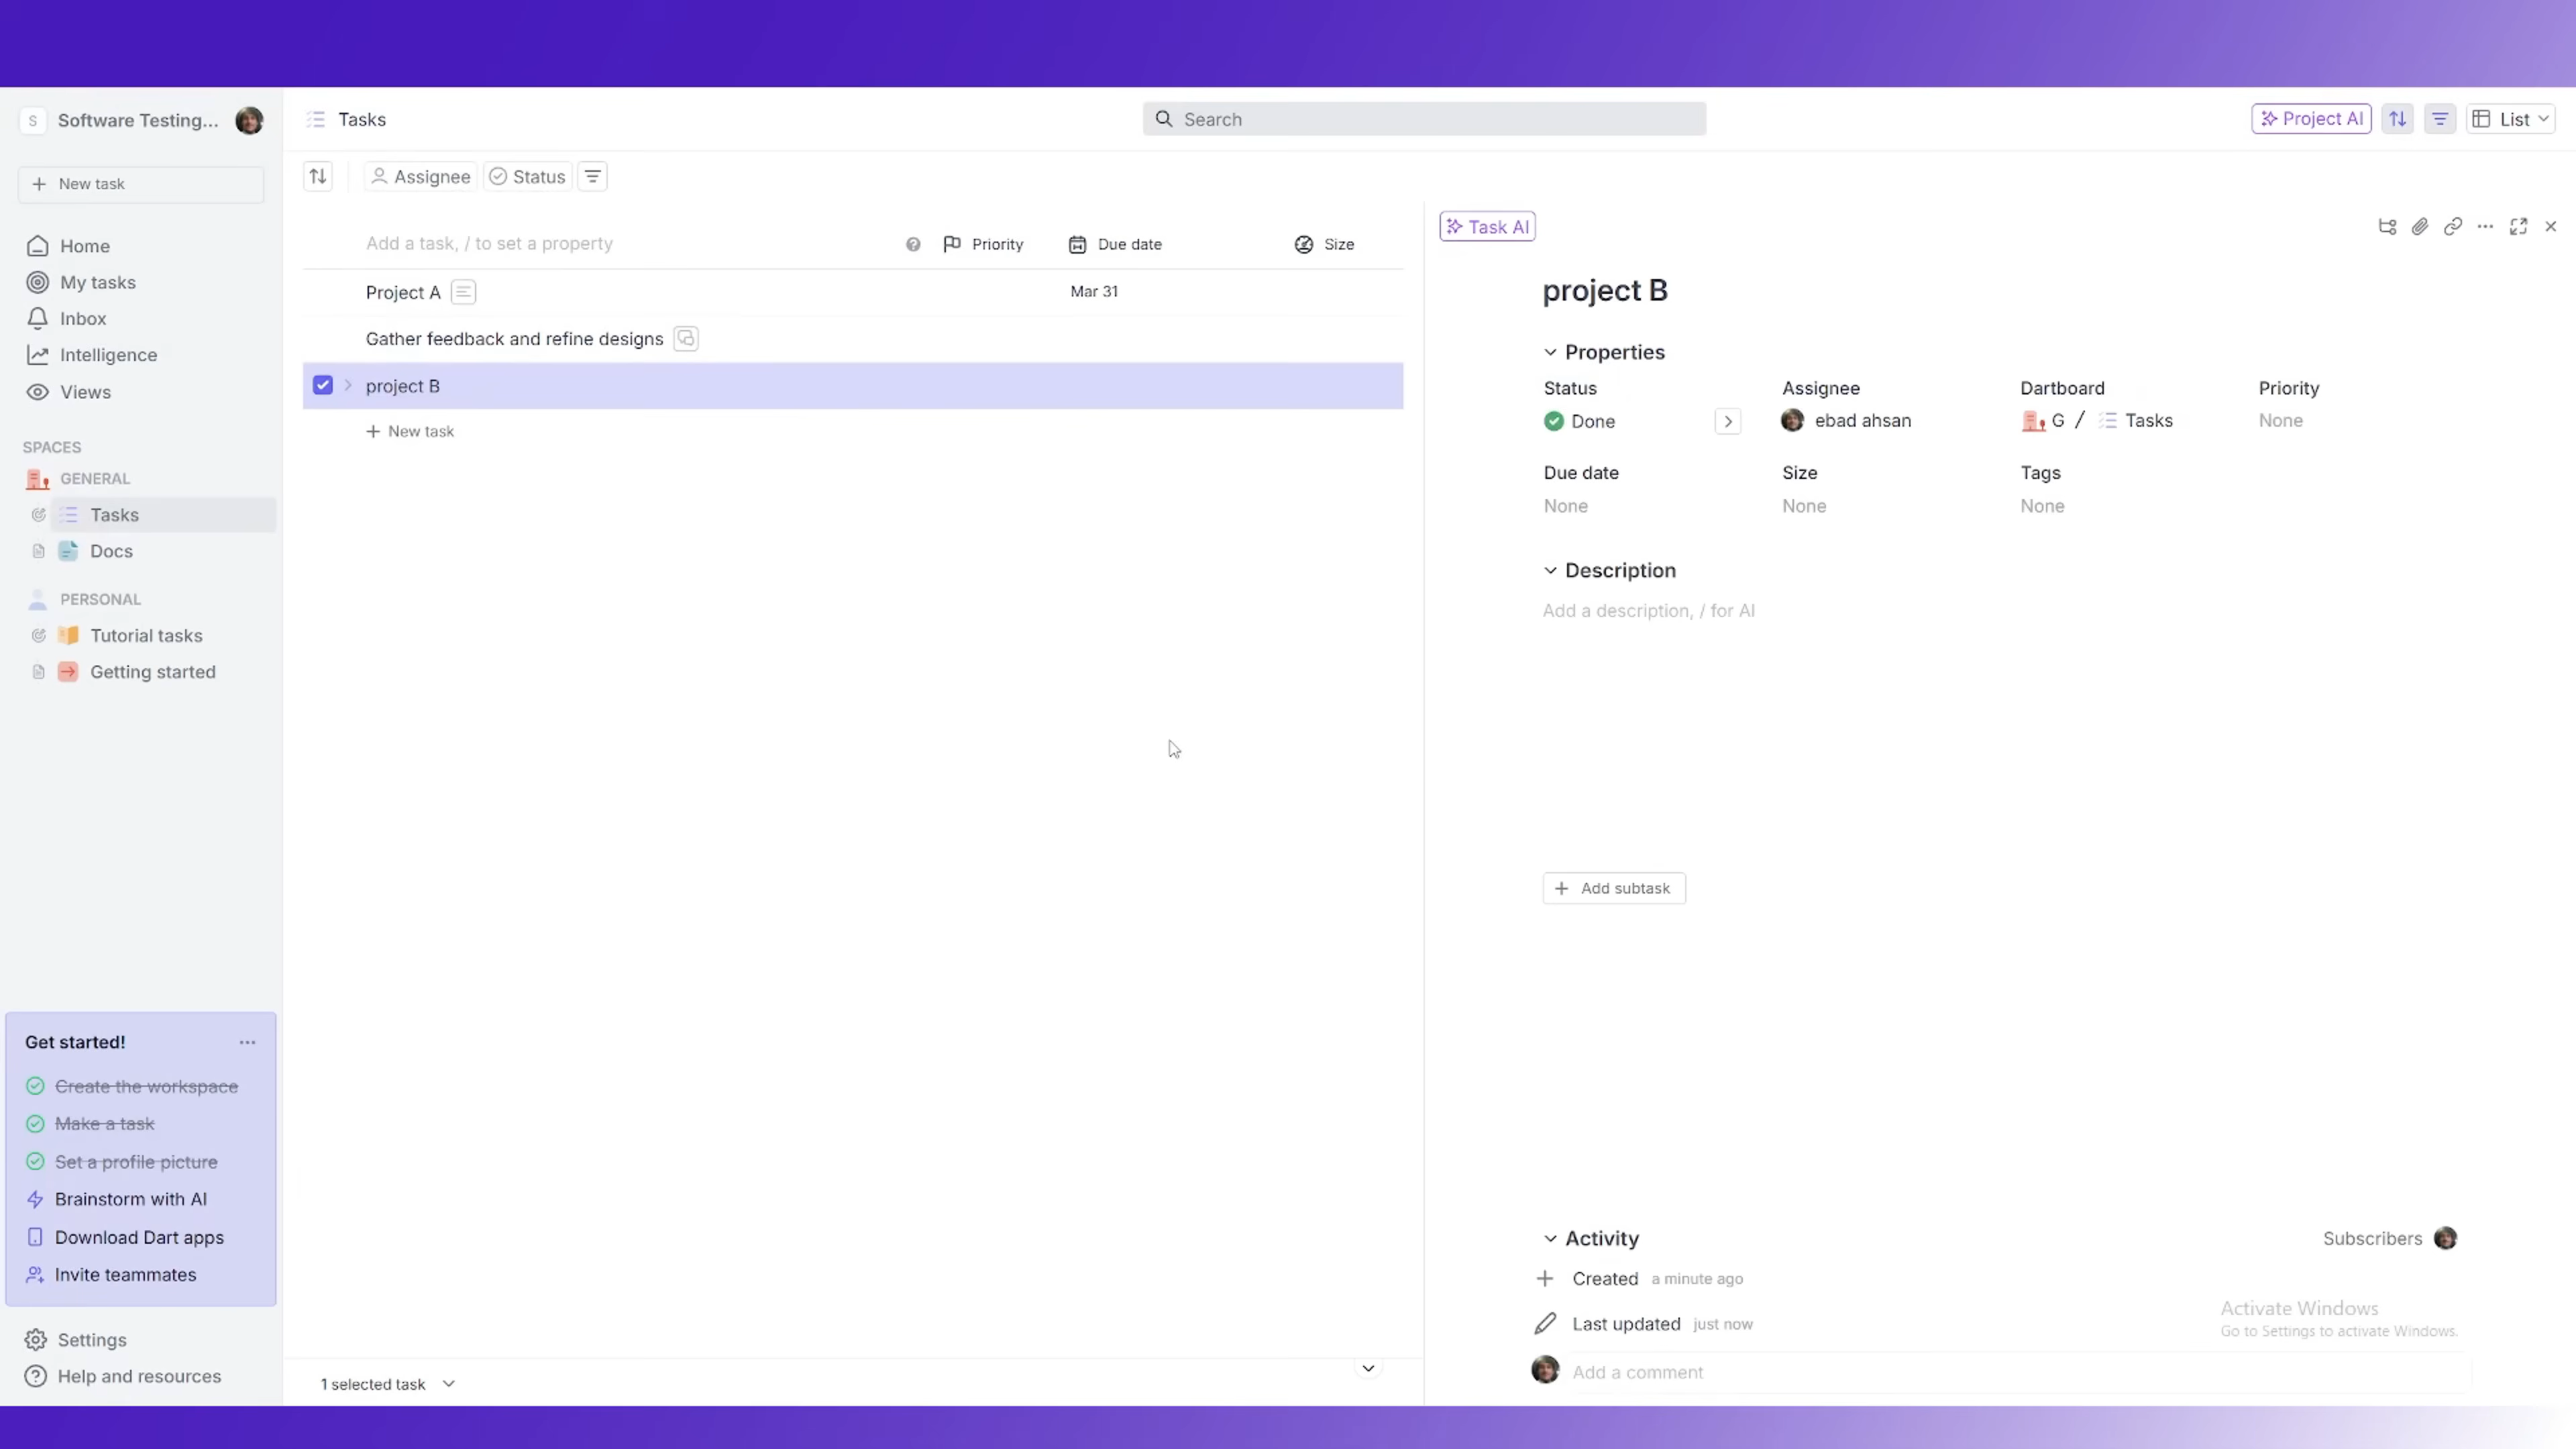 S Software Testing...
New task
Home
My tasks
Inbox
Intelligence
Views
SPACES
GENERAL
Tasks
Docs
PERSONAL
Tutorial tasks
Getting started
Get started!
Create the workspace
Make a task
Set a profile picture
Brainstorm with AI
Download Dart apps
Invite teammates
Settings
Help and resources
Tasks
Search
Project AI
List
Assignee Status
Add a task, / to set a property
Priority Due date Size
Project A Mar 31
Gather feedback and refine designs
project B
New task
1 selected task
Task AI
project B
Properties
Status Assignee Dartboard Priority
Done ebad ahsan G / Tasks None
Due date Size Tags
None None None
Description
Add a description, / for AI
Add subtask
Activity Subscribers
Created a minute ago
Last updated just now
Activate Windows
Go to Settings to activate Windows.
Add a comment